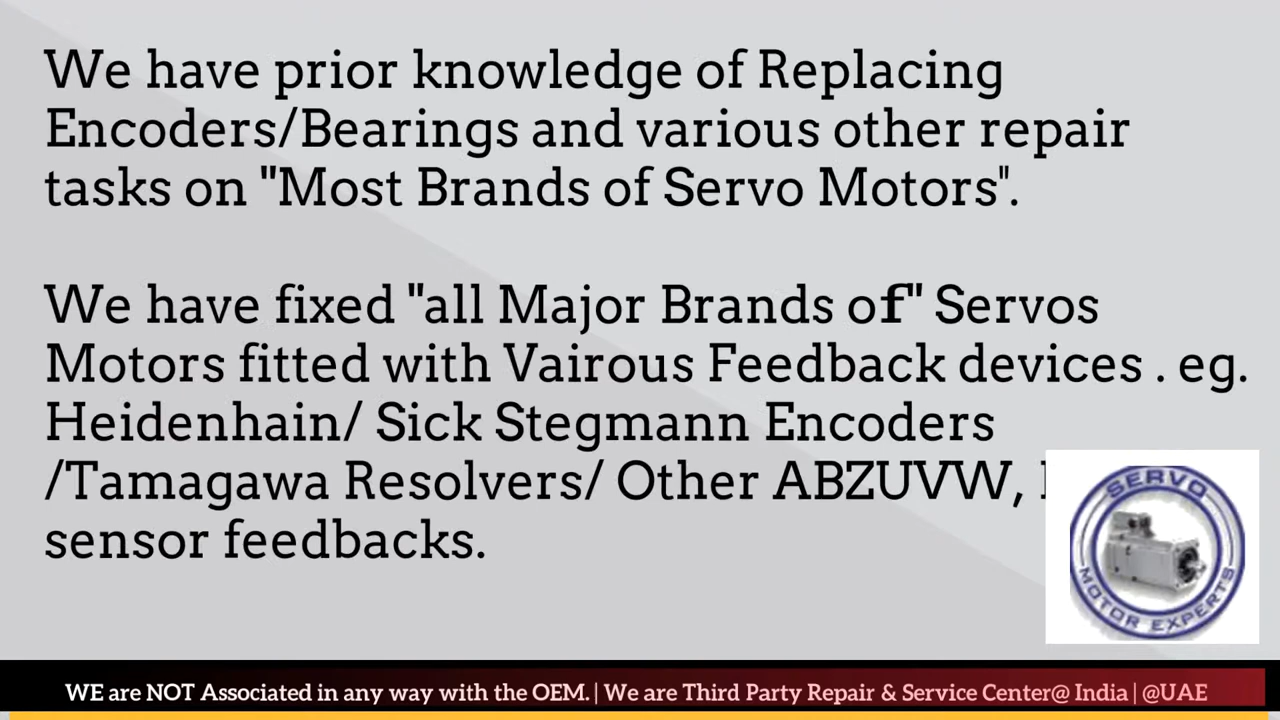 We have prior knowledge of Replacing
Encoders/Bearings and various other repair
tasks on "Most Brands of Servo Motors".
We have fixed "all Major Brands of" Servos
Motors fitted with Vairous Feedback devices . eg.
Heidenhain/ Sick Stegmann Encoders
/Tamagawa Resolvers/ Other ABZUVW,
sensor feedbacks.
SERVO
MOTOR EXPERTS
WE are NOT Associated in any way with the OEM. | We are Third Party Repair & Service Center@ India | @UAE